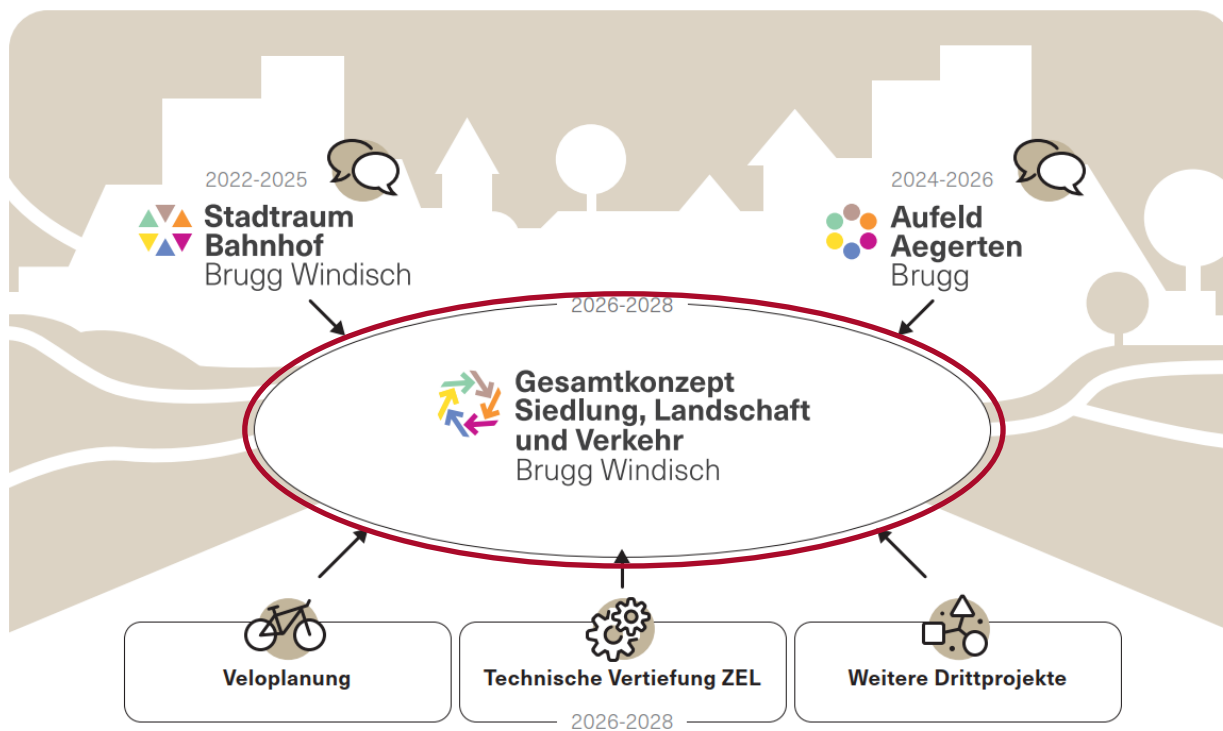 2022-2025
Stadtraum
Bahnhof
Brugg Windisch
2024-2026
Aufeld
Aegerten
Brugg
2026-2028
Gesamtkonzept
Siedlung, Landschaft
und Verkehr
Brugg Windisch
Veloplanung
Technische Vertiefung ZEL
Weitere Drittprojekte
2026-2028